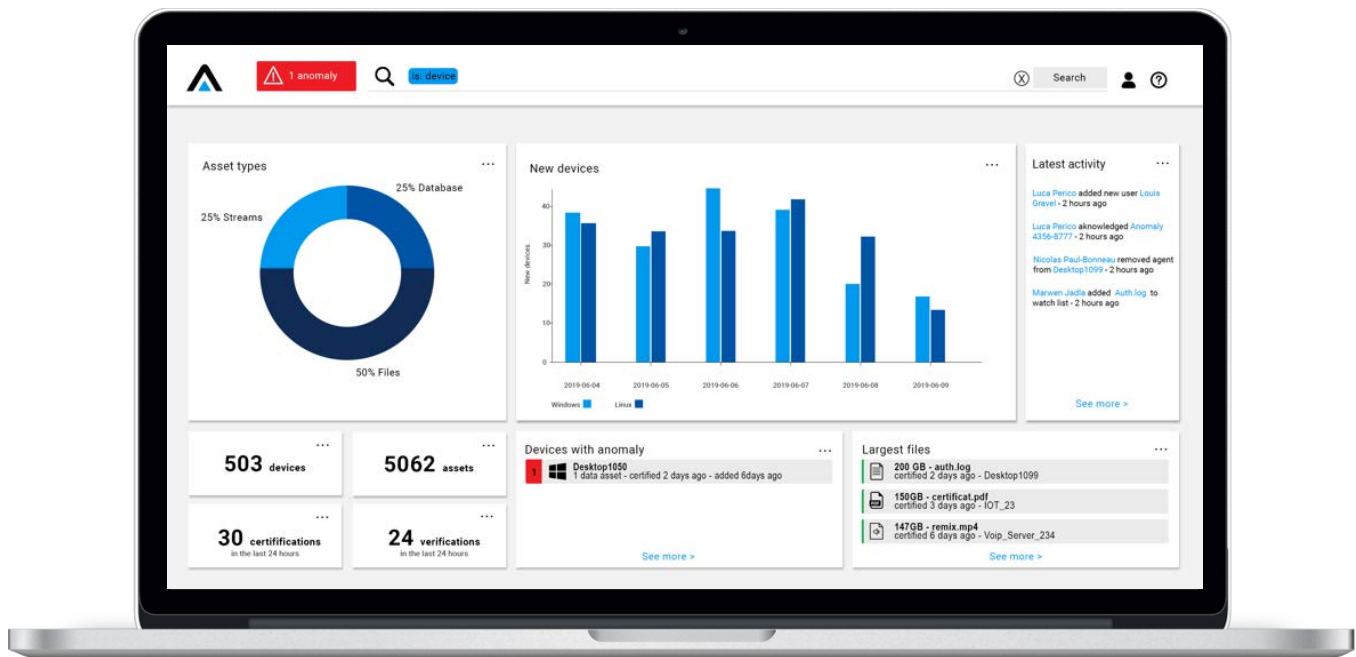 1 anomaly
is: device
X
Search
?
Asset types
...
25% Database
25% Streams
50% Files
New devices
...
New devices
40
30
20
10
0
2019-06-04
2019-06-05
2019-06-06
2019-06-07
2019-06-08
2019-06-09
Windows
Linux
Latest activity
...
Luca Perico added new user Louis
Gravel - 2 hours ago
Luca Perico aknowledged Anomaly
4356-8777 - 2 hours ago
Nicolas Paul-Bonneau removed agent
from Desktop1099 - 2 hours ago
Marwen Jadla added Auth.log to
watch list - 2 hours ago
See more >
...
503 devices
...
5062 assets
...
30 certifications
in the last 24 hours
...
24 verifications
in the last 24 hours
Devices with anomaly
...
1
Desktop1050
1 data asset - certified 2 days ago - added 6days ago
See more >
Largest files
...
200 GB - auth.log
certified 2 days ago - Desktop1099
150GB - certificat.pdf
certified 3 days ago - IOT_23
147GB - remix.mp4
certified 6 days ago - Voip_Server_234
See more >